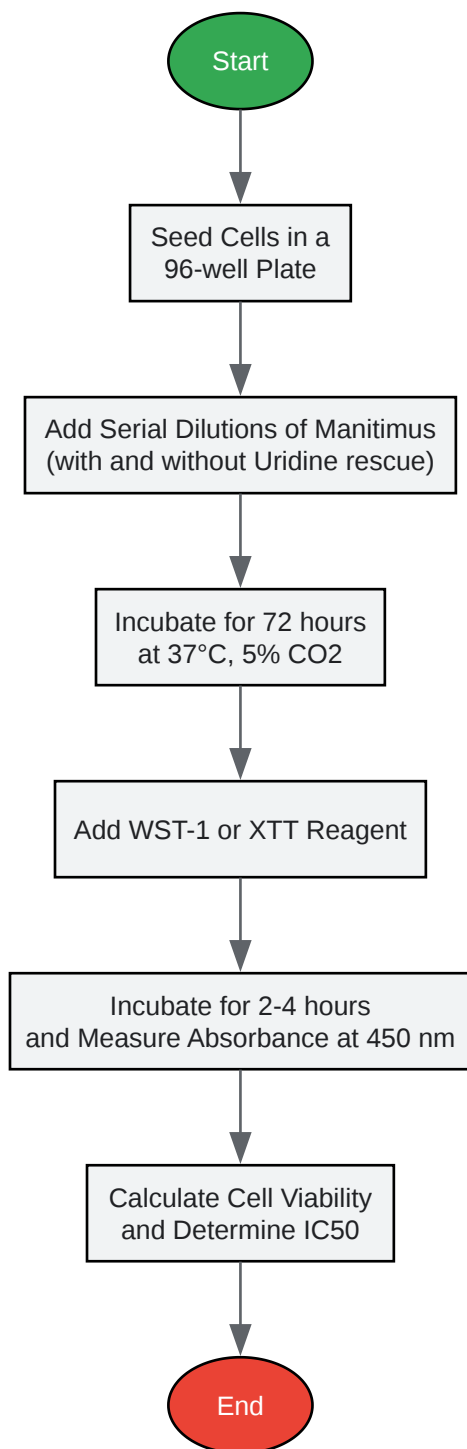 Start
Seed Cells in a
96-well Plate
Add Serial Dilutions of Manitimus
(with and without Uridine rescue)
Incubate for 72 hours
at 37°C, 5% CO2
Add WST-1 or XTT Reagent
Incubate for 2-4 hours
and Measure Absorbance at 450 nm
Calculate Cell Viability
and Determine IC50
End